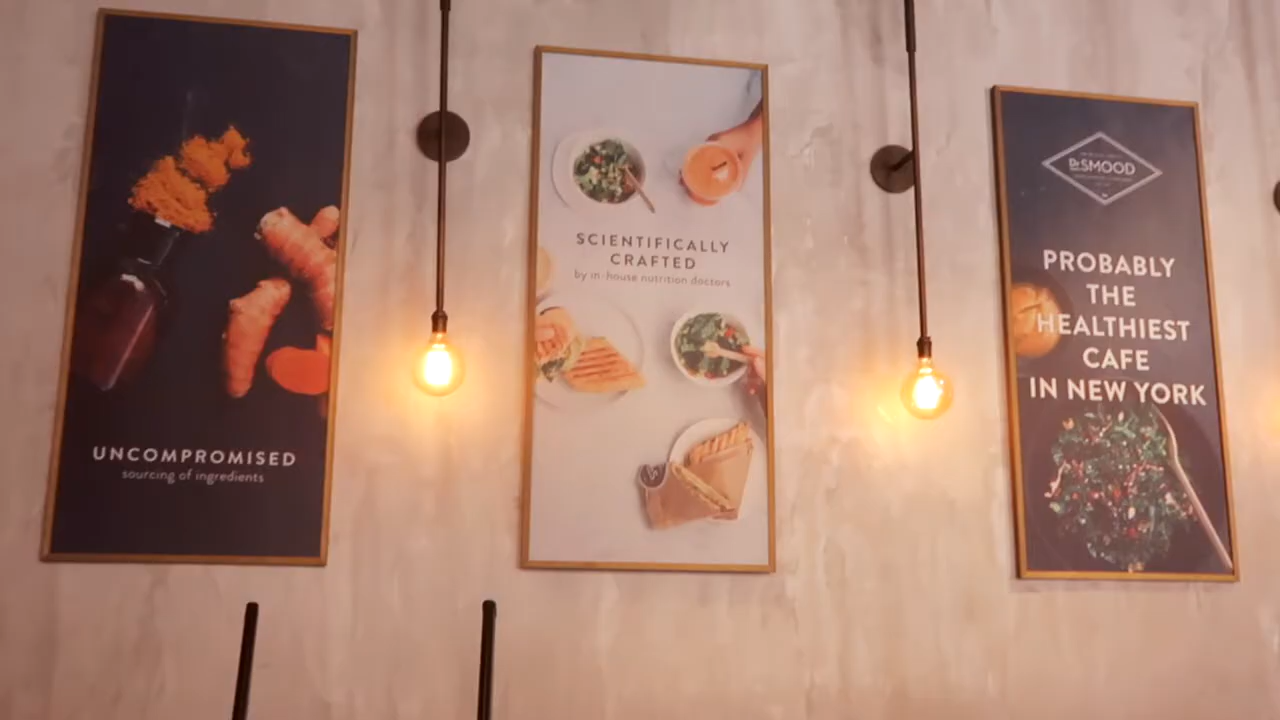 UNCOMPROMISED
sourcing of ingredients
SCIENTIFICALLY
CRAFTED
by in-house nutrition doctors
Dr SMOOD
PROBABLY
THE
HEALTHIEST
CAFE
IN NEW YORK